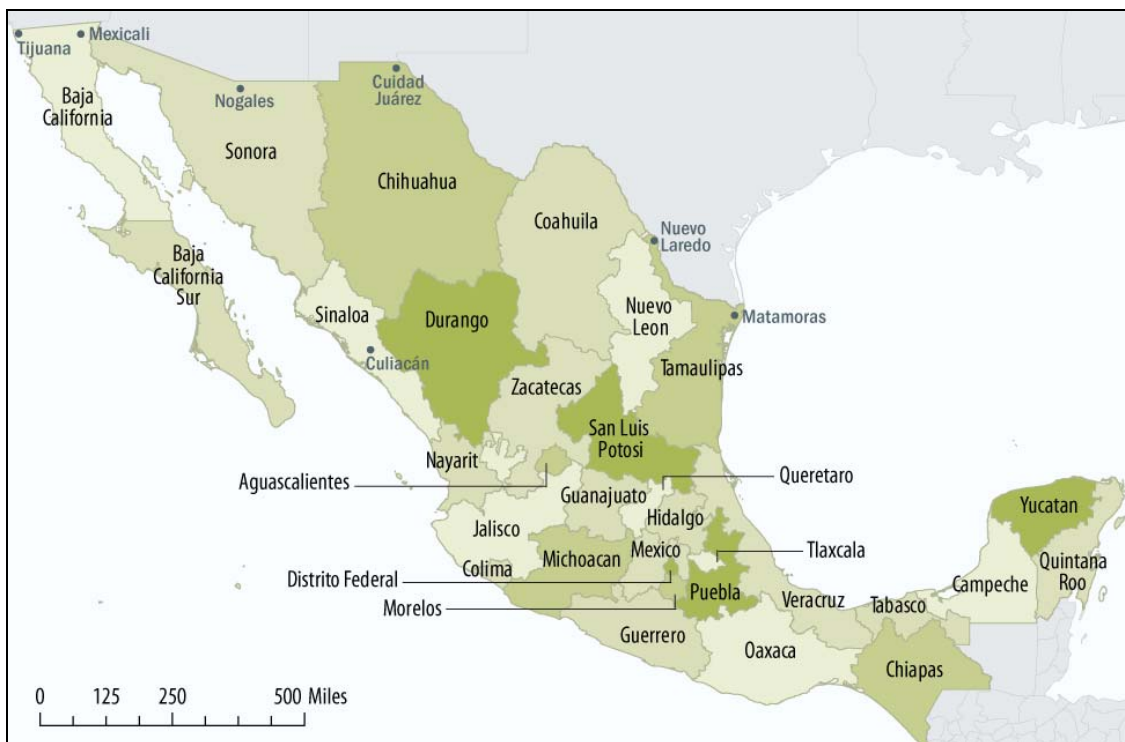 Tijuana
Mexicali
Nogales
Cuidad
Juárez
Baja
California
Sonora
Chihuahua
Coahuila
Nuevo
Laredo
Baja
California
Sur
Sinaloa
Durango
Nuevo
Leon
Matamoras
Culiacán
Zacatecas
Tamaulipas
San Luis
Potosi
Nayarit
Aguascalientes
Queretaro
Guanajuato
Yucatan
Jalisco
Hidalgo
Mexico
Tlaxcala
Michoacan
Colima
Distrito Federal
Quintana
Roo
Campeche
Puebla
Veracruz
Tabasco
Morelos
Guerrero
Oaxaca
Chiapas
0 125 250 500 Miles